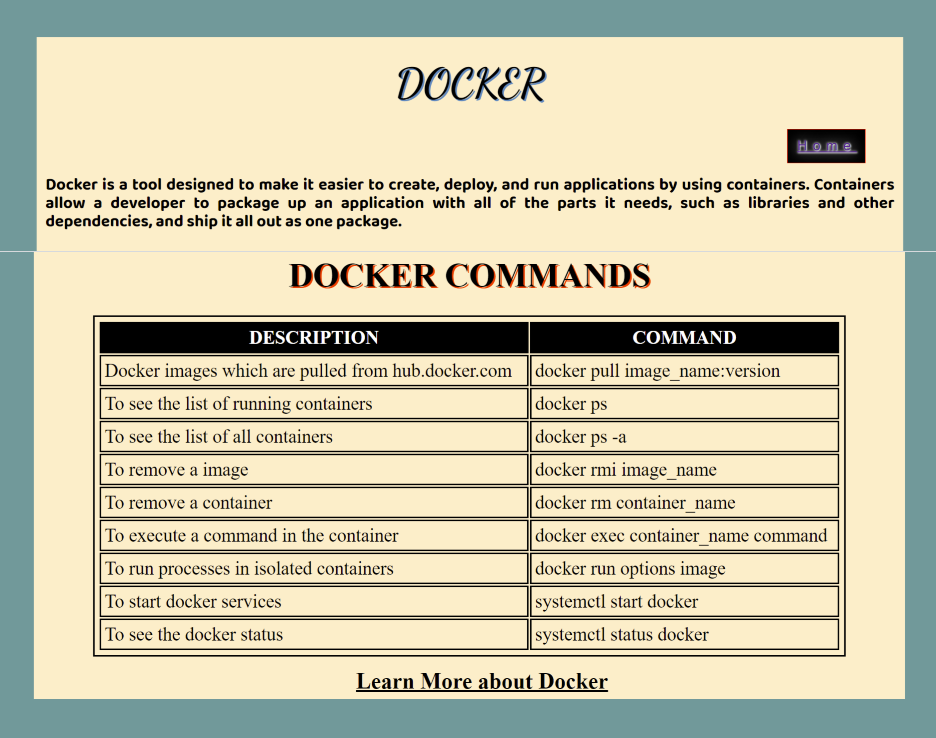 DOCKER
Home
Docker is a tool designed to make it easier to create, deploy, and run applications by using containers. Containers
allow a developer to package up an application with all of the parts it needs, such as libraries and other
dependencies, and ship it all out as one package.
DOCKER COMMANDS
DESCRIPTION COMMAND
Docker images which are pulled from hub.docker.com docker pull image_name:version
To see the list of running containers docker ps
To see the list of all containers docker ps -a
To remove a image docker rmi image_name
To remove a container docker rm container_name
To execute a command in the container docker exec container_name command
To run processes in isolated containers docker run options image
To start docker services systemctl start docker
To see the docker status systemctl status docker
Learn More about Docker